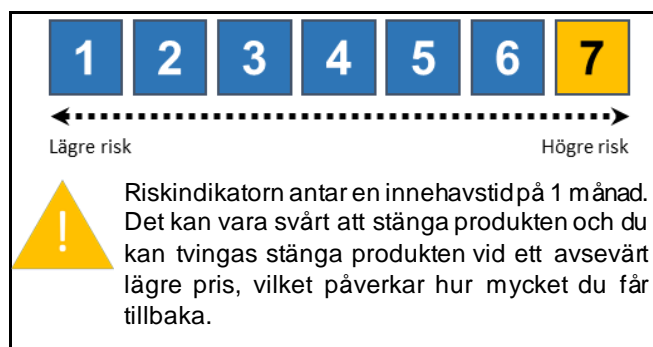 1 2 3 4 5 6 7
Lägre risk Högre risk
!
Riskindikatorn antar en innehavstid på 1 månad.
Det kan vara svårt att stänga produkten och du
kan tvingas stänga produkten vid ett avsevärt
lägre pris, vilket påverkar hur mycket du får
tillbaka.